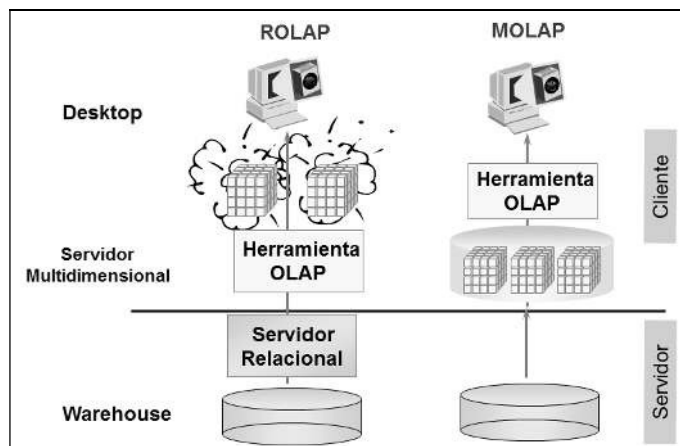 ROLAP
MOLAP
Desktop
Herramienta
OLAP
Cliente
Servidor
Multidimensional
Herramienta
OLAP
Servidor
Relacional
Servidor
Warehouse